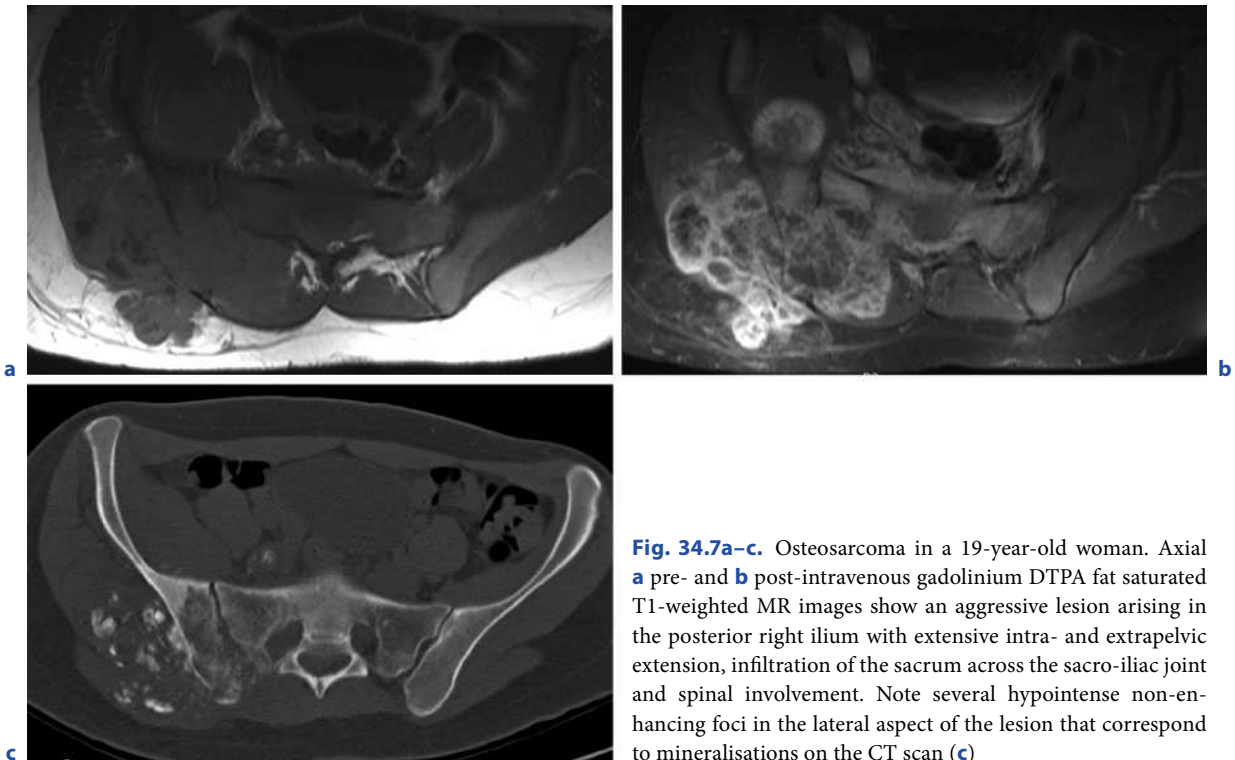 a
b
c
Fig. 34.7a–c. Osteosarcoma in a 19-year-old woman. Axial
a pre- and b post-intravenous gadolinium DTPA fat saturated
T1-weighted MR images show an aggressive lesion arising in
the posterior right ilium with extensive intra- and extrapelvic
extension, infiltration of the sacrum across the sacro-iliac joint
and spinal involvement. Note several hypointense non-en-
hancing foci in the lateral aspect of the lesion that correspond
to mineralisations on the CT scan (c)